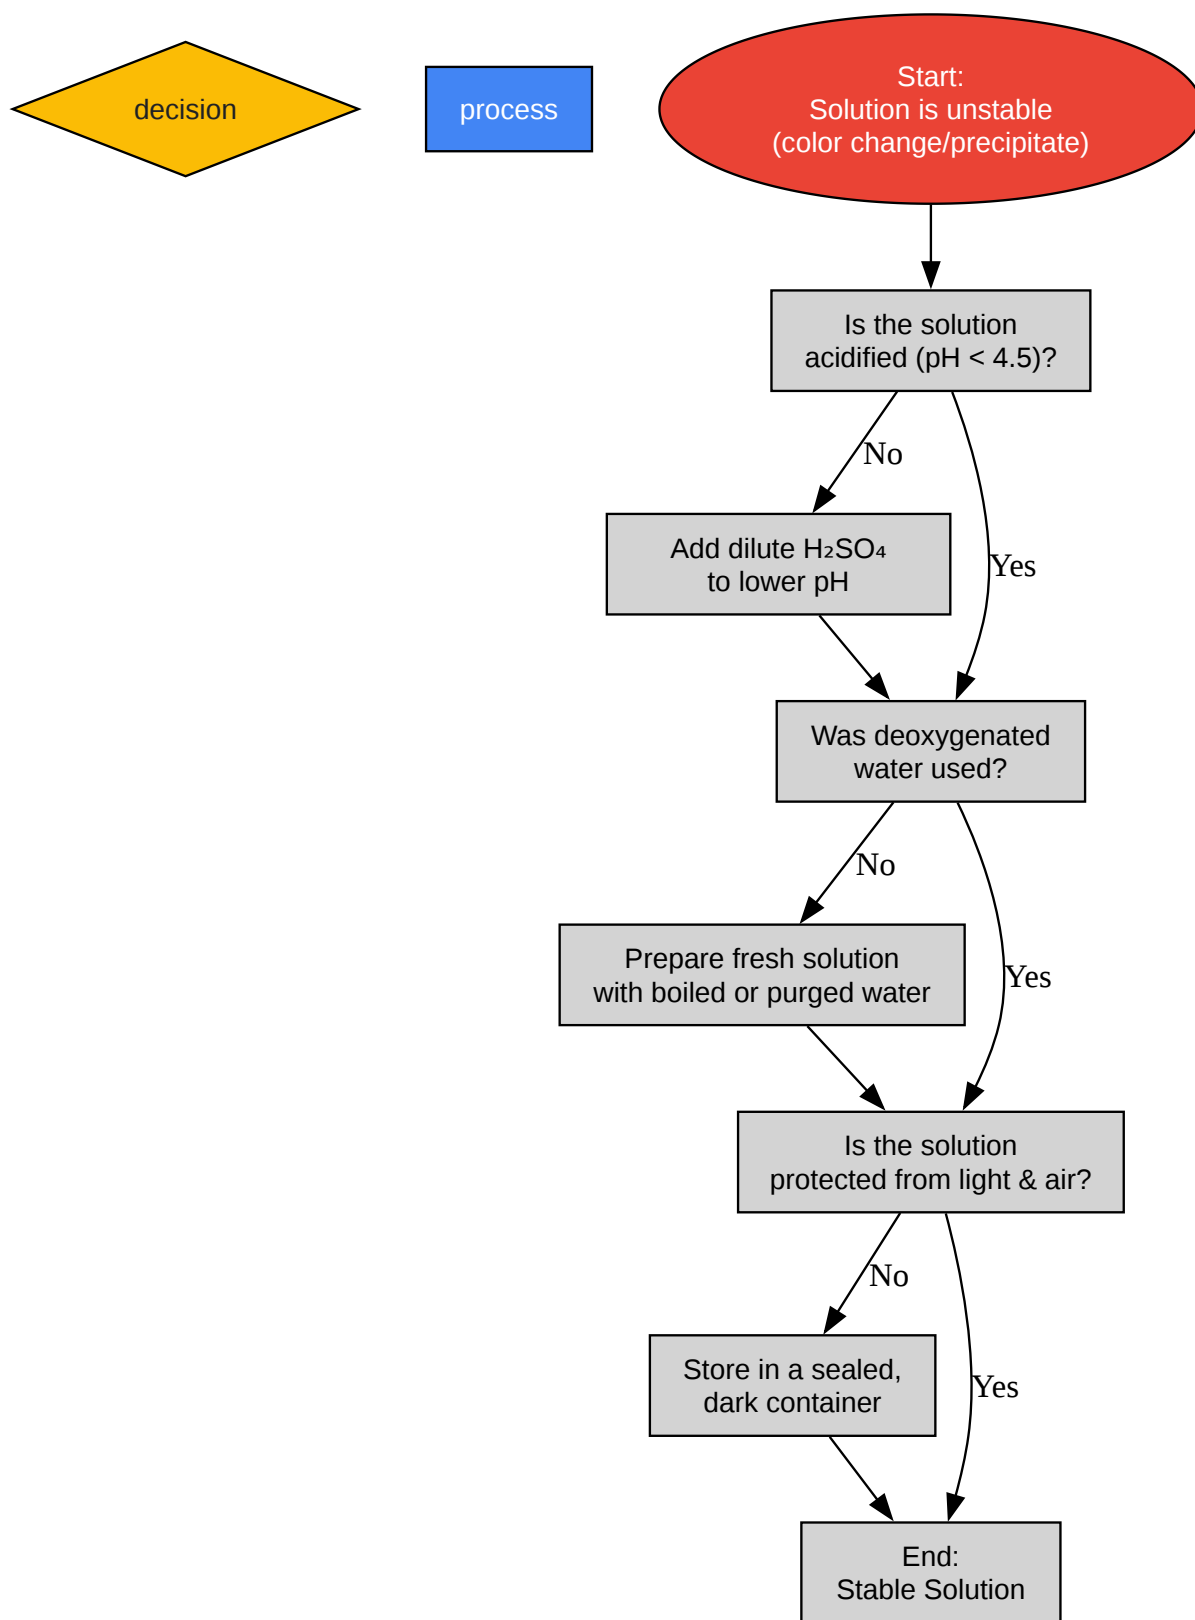 decision
process
Start:
Solution is unstable
(color change/precipitate)
Is the solution
acidified (pH < 4.5)?
No
Add dilute H₂SO₄
to lower pH
Yes
Was deoxygenated
water used?
No
Prepare fresh solution
with boiled or purged water
Yes
Is the solution
protected from light & air?
No
Store in a sealed,
dark container
Yes
End:
Stable Solution